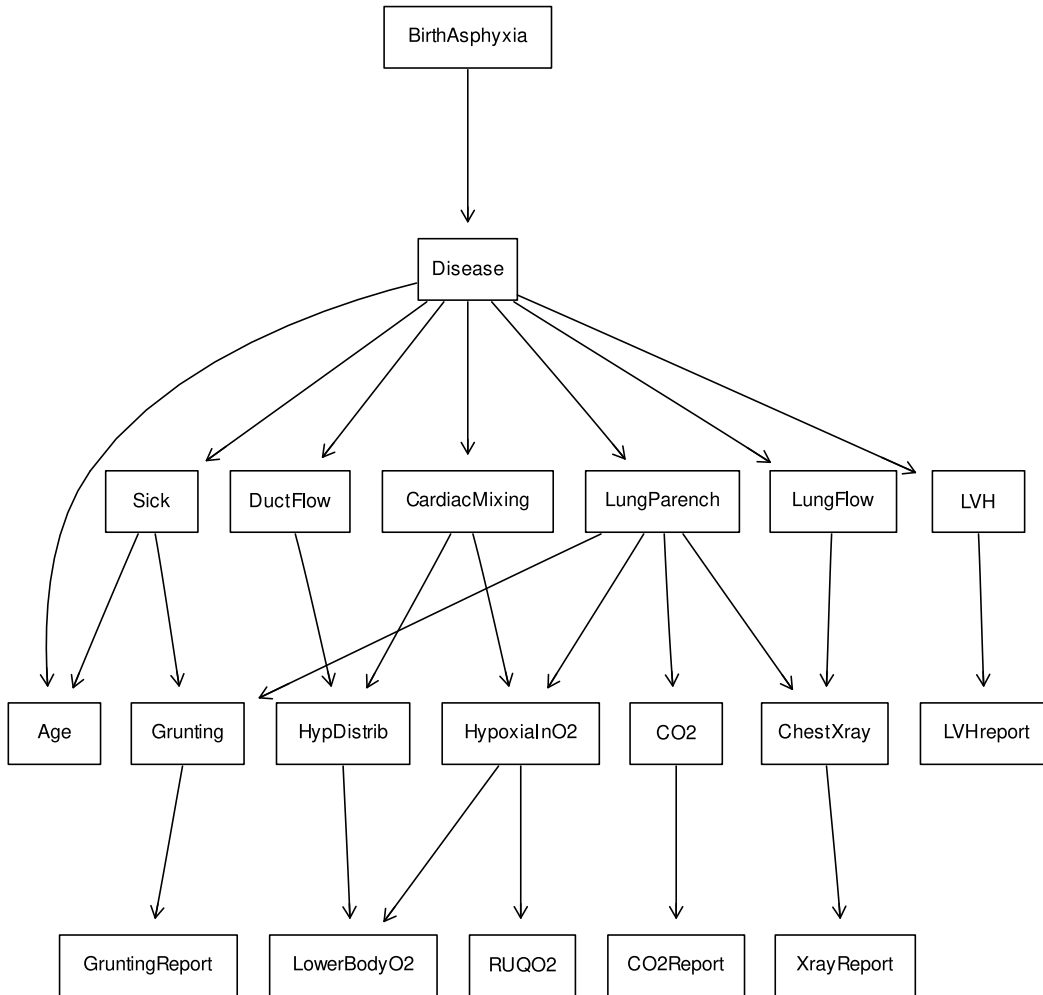 BirthAsphyxia
Disease
Sick
DuctFlow
CardiacMixing
LungParench
LungFlow
LVH
Age
Grunting
HypDistrib
HypoxiaInO2
CO2
ChestXray
LVHreport
GruntingReport
LowerBodyO2
RUQO2
CO2Report
XrayReport